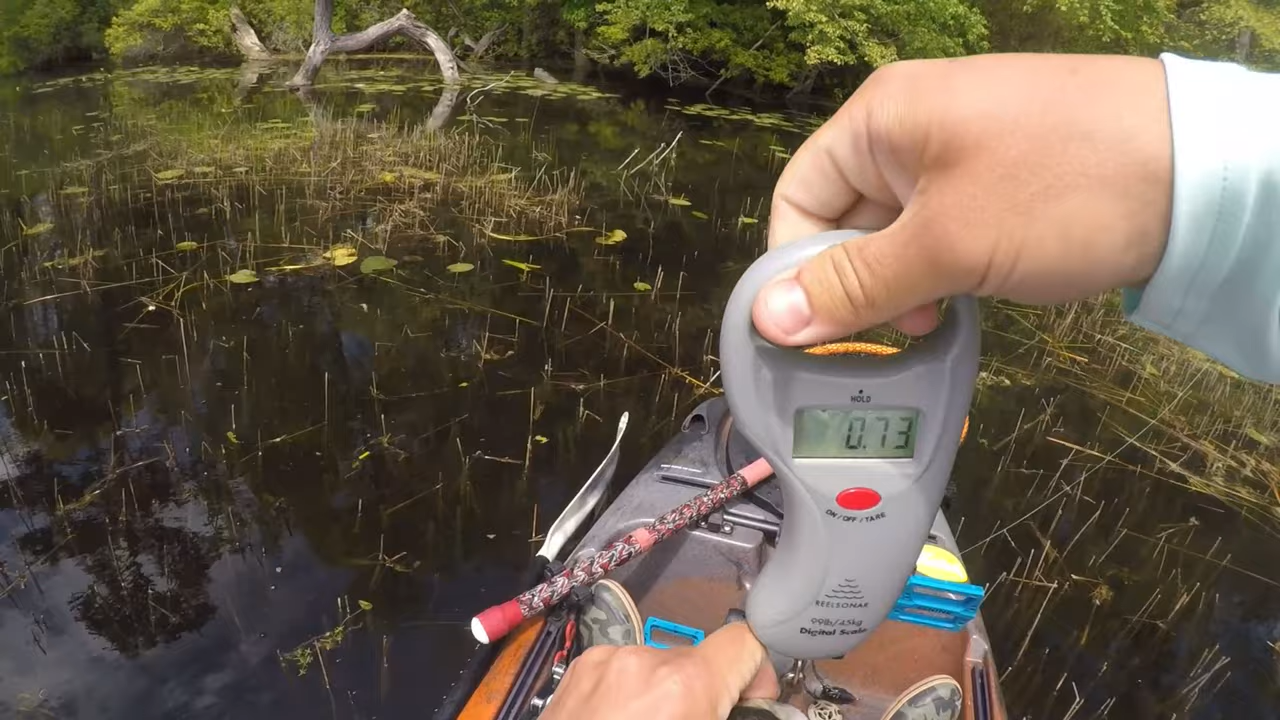 HOLD
0.73
ON / OFF / TARE
REELSONAR
99lb/45kg
Digital Scale